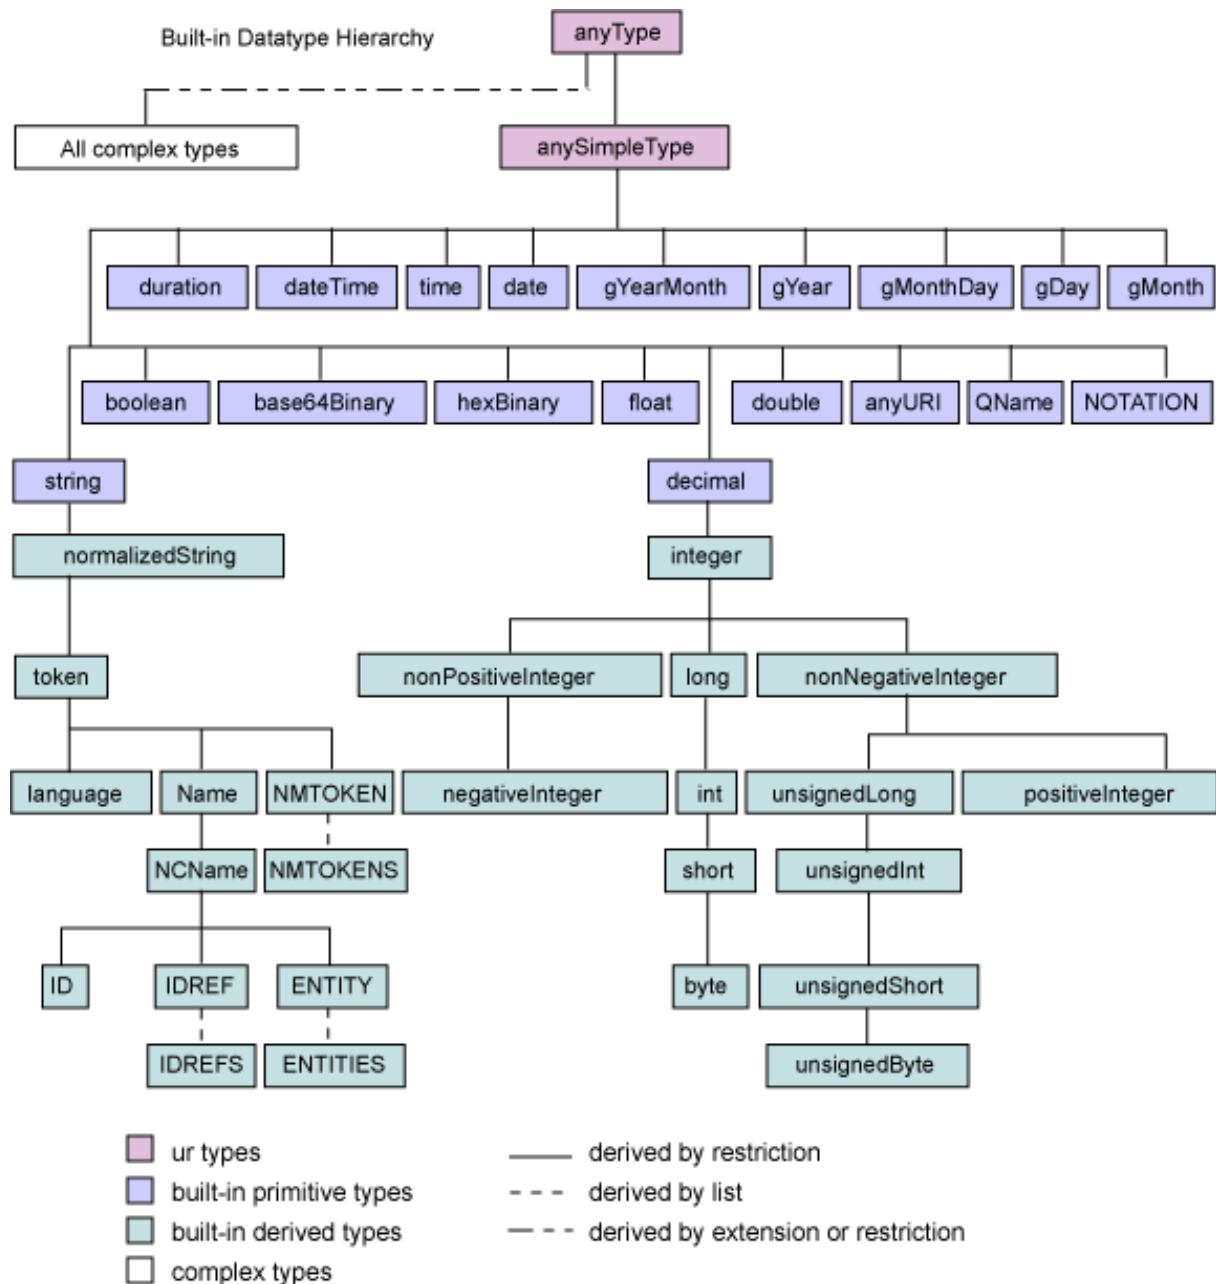 Built-in Datatype Hierarchy
anyType
All complex types
anySimpleType
duration dateTime time date gYearMonth gYear gMonthDay gDay gMonth
boolean base64Binary hexBinary float double anyURI QName NOTATION
string decimal
normalizedString integer
token nonPositiveInteger long nonNegativeInteger
language Name NMTOKEN negativeInteger int unsignedLong positiveInteger
NCName NMTOKENS short unsignedInt
ID IDREF ENTITY byte unsignedShort
IDREFS ENTITIES unsignedByte
ur types
built-in primitive types
built-in derived types
complex types
derived by restriction
derived by list
derived by extension or restriction